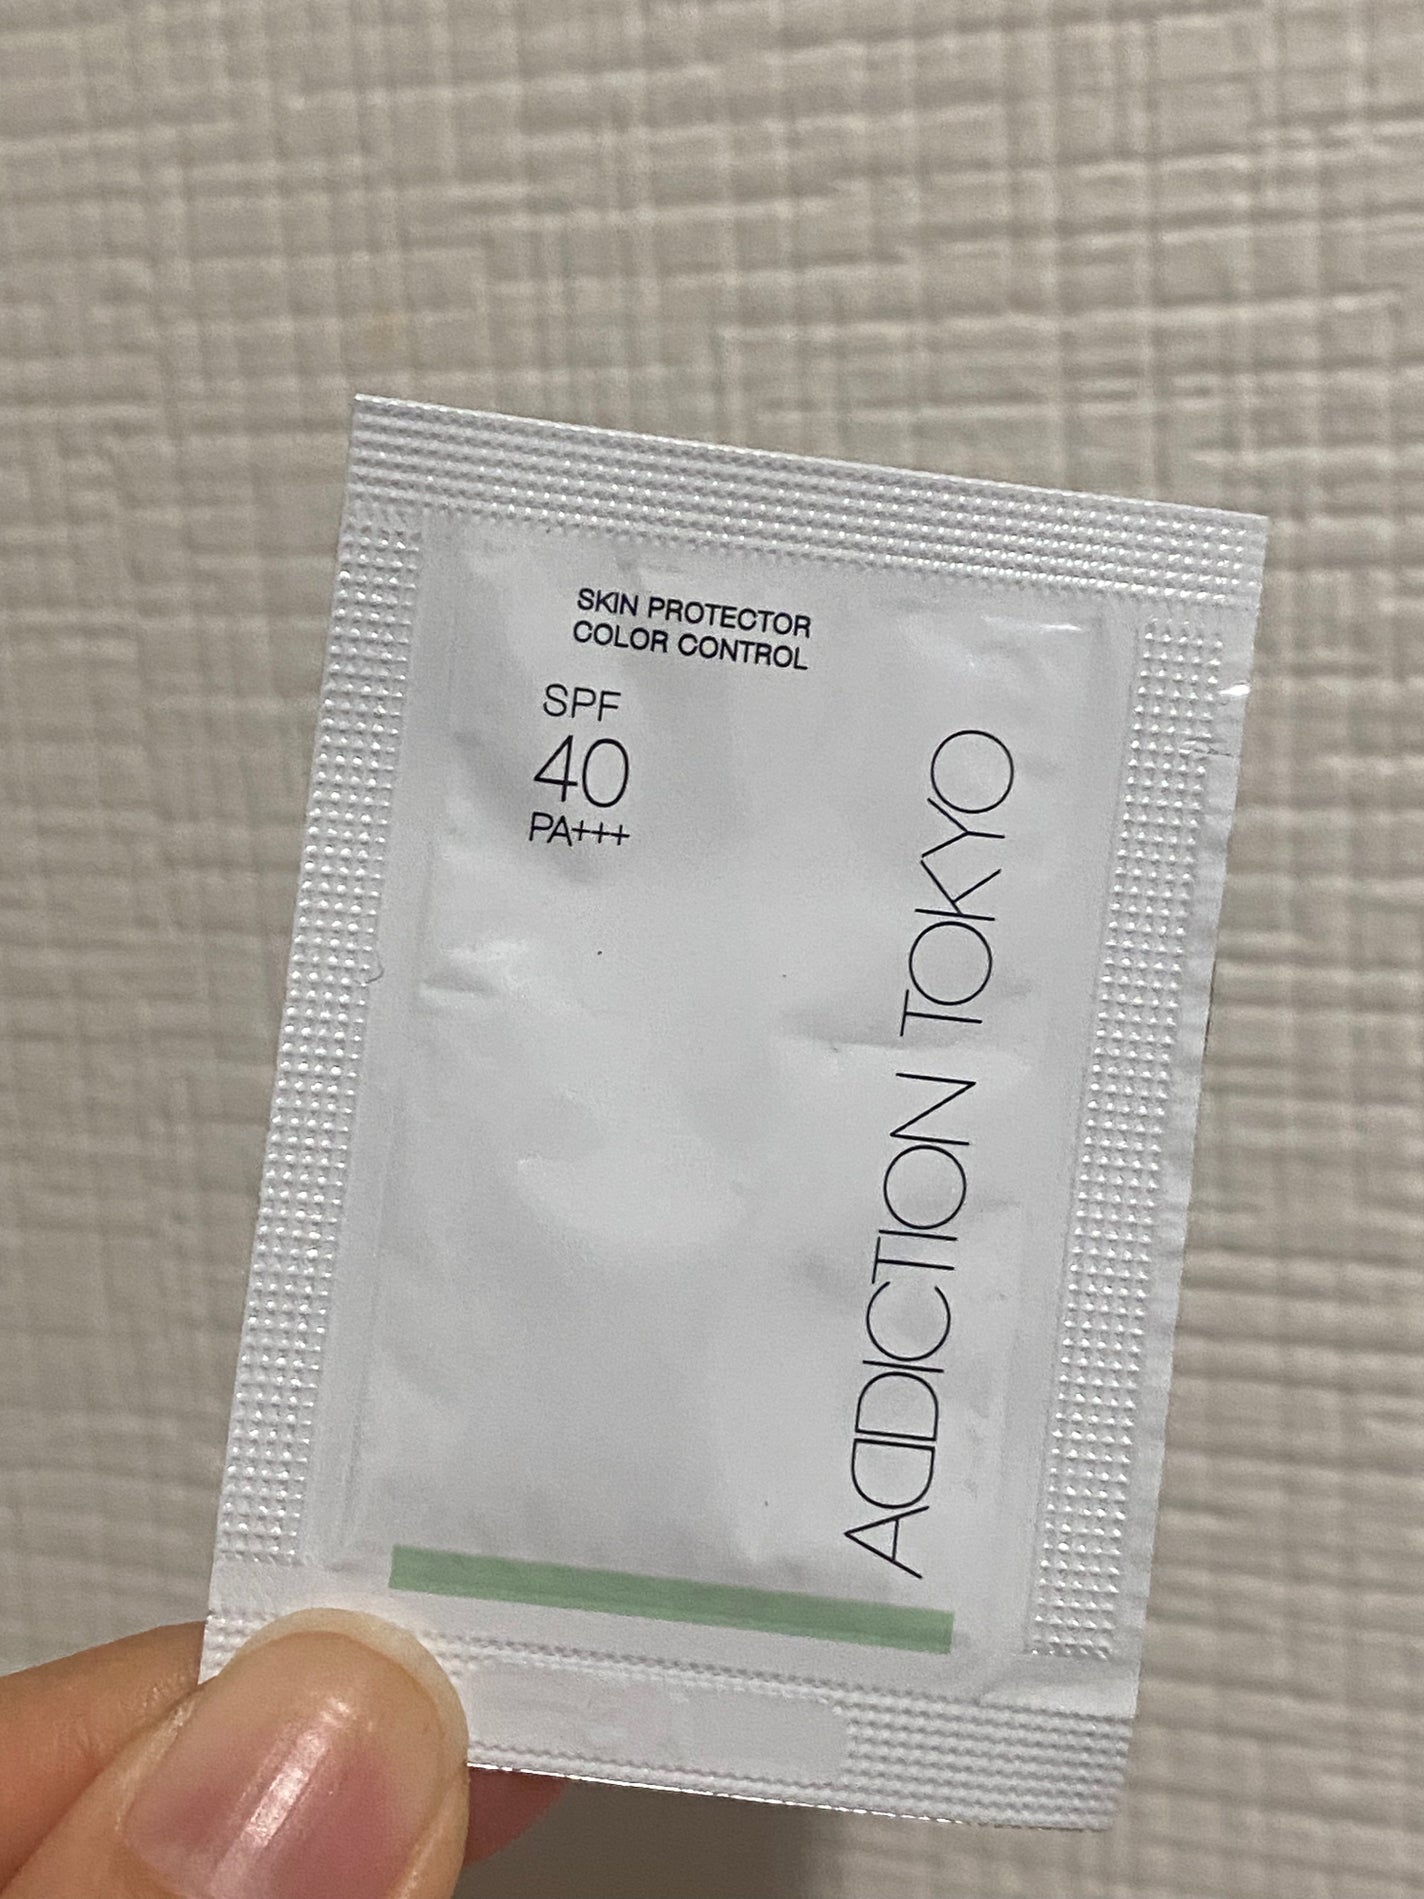 SKIN PROTECTOR
COLOR CONTROL
SPF
40
PA+++
ADDICTION TOKYO